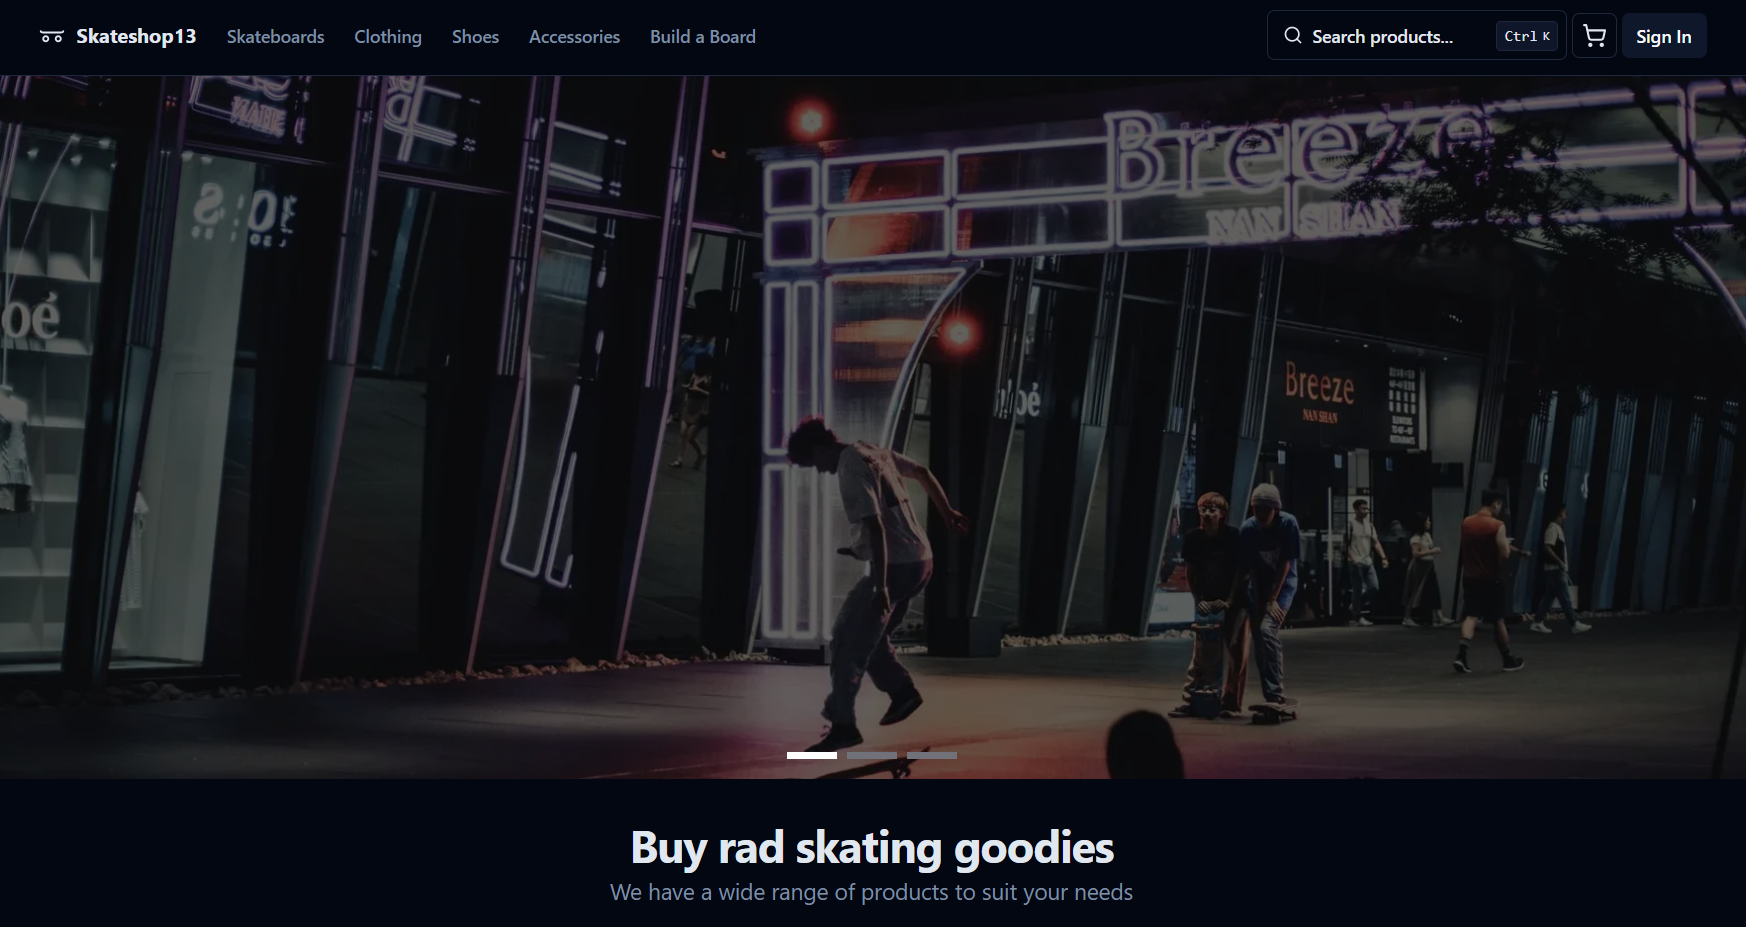 Skateshop13 Skateboards Clothing Shoes Accessories Build a Board Search products... Ctrl K Sign In
Breeze
NAN SHAN
oé
Breeze
NAN SHAN
Buy rad skating goodies
We have a wide range of products to suit your needs